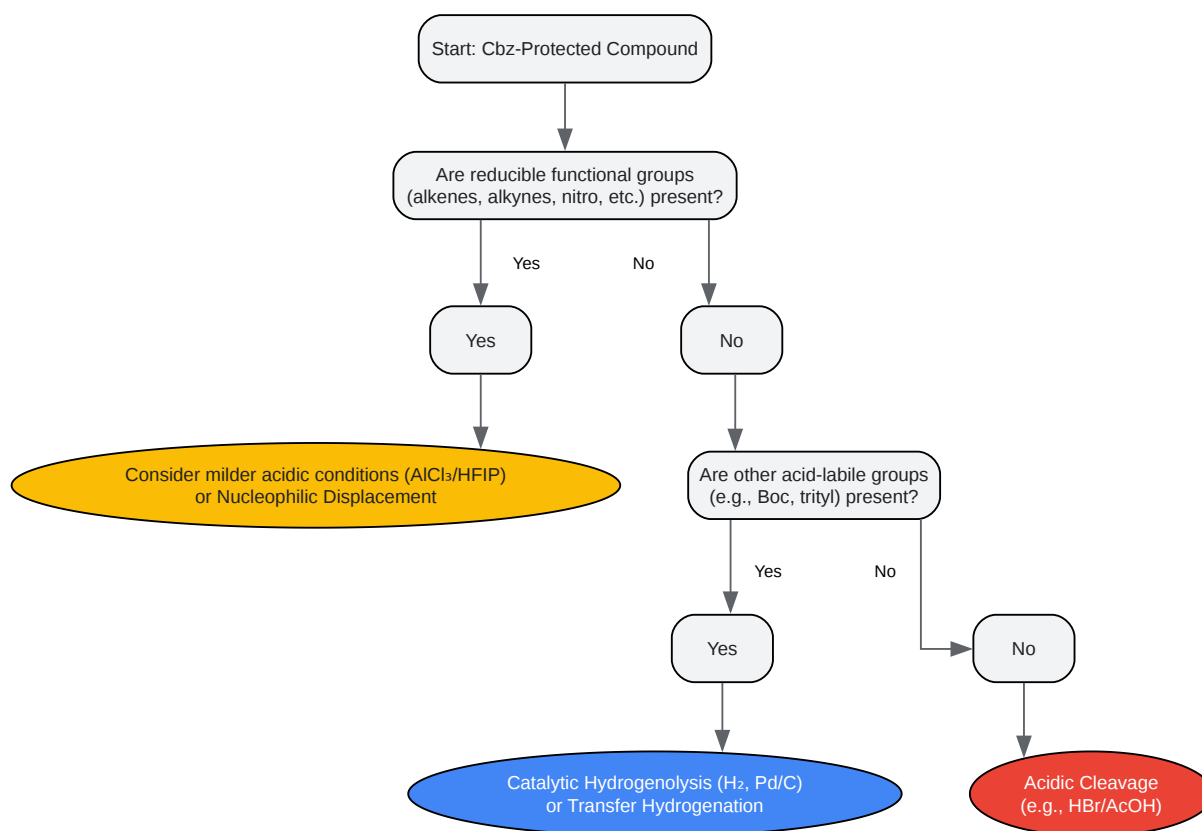 Start: Cbz-Protected Compound
Are reducible functional groups
(alkenes, alkynes, nitro, etc.) present?
Yes
No
Yes
No
Consider milder acidic conditions (AlCl₃/HFIP)
or Nucleophilic Displacement
Are other acid-labile groups
(e.g., Boc, trityl) present?
Yes
No
Yes
No
Catalytic Hydrogenolysis (H₂, Pd/C)
or Transfer Hydrogenation
Acidic Cleavage
(e.g., HBr/AcOH)